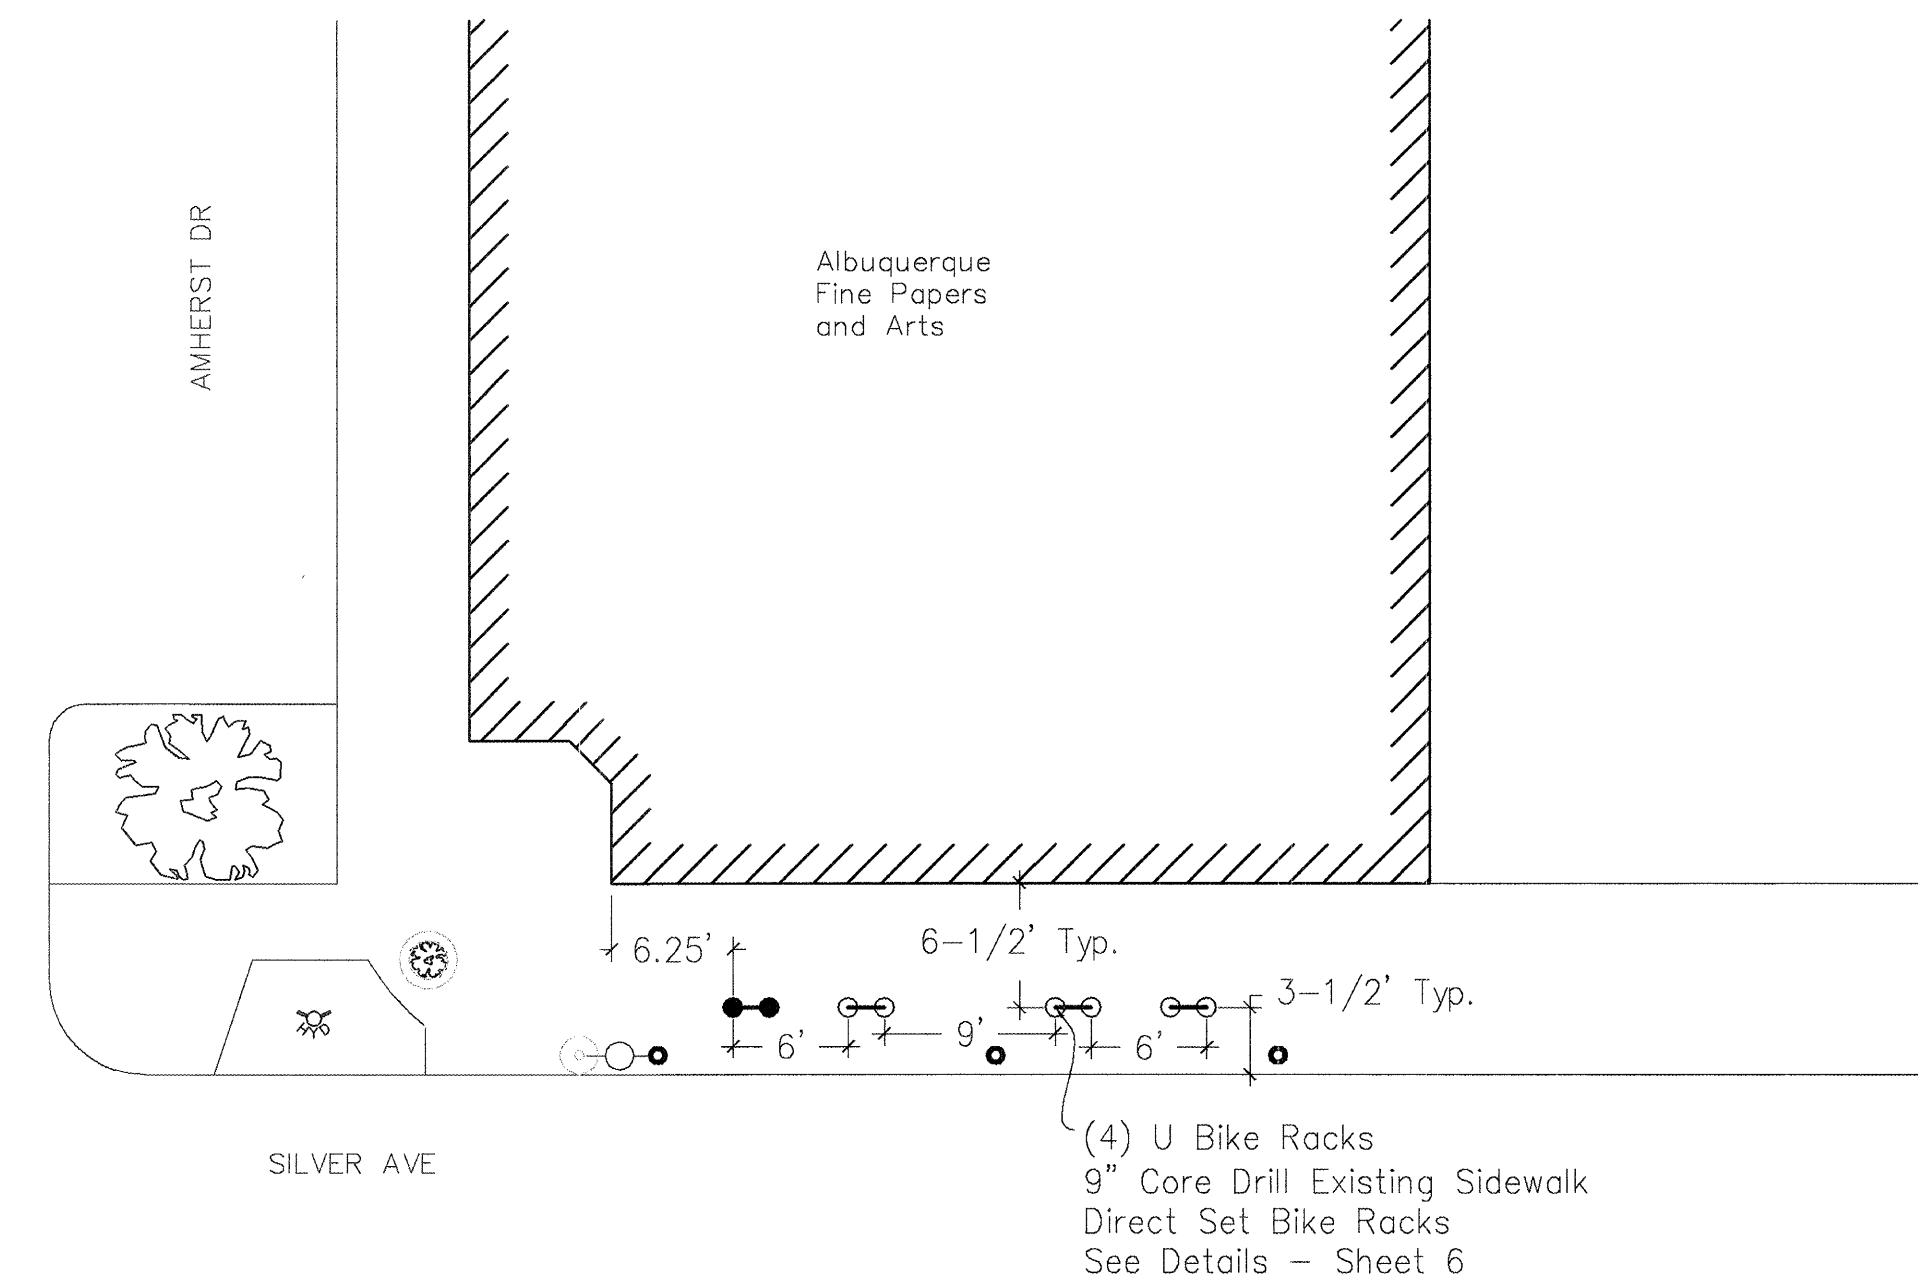 AMHERST DR
Albuquerque
Fine Papers
and Arts
6.25'
6-1/2' Typ.
3-1/2' Typ.
6'
9'
6'
(4) U Bike Racks
9" Core Drill Existing Sidewalk
Direct Set Bike Racks
See Details - Sheet 6
SILVER AVE